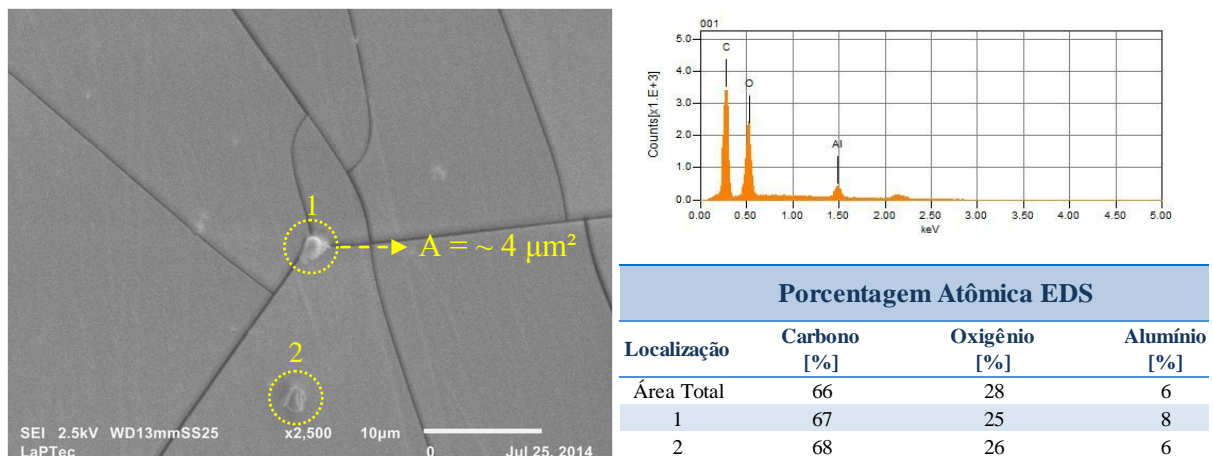 1
A = ~ 4 µm²
2
SEI 2.5kV WD13mmSS25 x2,500 10µm
LaPTec 0 Jul 25, 2014
001
Counts[x1.E+3]
5.0
4.0
3.0
2.0
1.0
0.0
C
O
Al
0.00 0.50 1.00 1.50 2.00 2.50 3.00 3.50 4.00 4.50 5.00
keV
Porcentagem Atômica EDS
Localização Carbono [%] Oxigênio [%] Alumínio [%]
Área Total 66 28 6
1 67 25 8
2 68 26 6